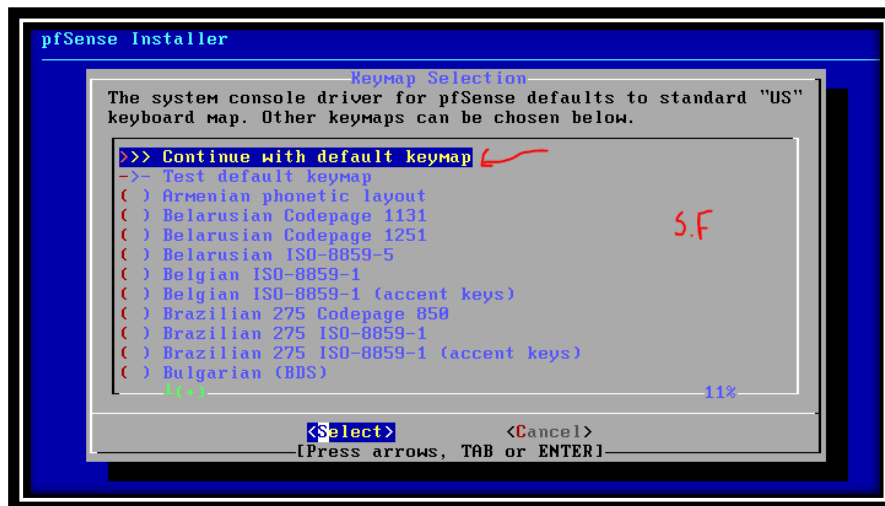 pfSense Installer
Keymap Selection
The system console driver for pfSense defaults to standard "US"
keyboard map. Other keymaps can be chosen below.
>>> Continue with default keymap
->- Test default keymap
( ) Armenian phonetic layout
( ) Belarusian Codepage 1131
( ) Belarusian Codepage 1251
( ) Belarusian ISO-8859-5
( ) Belgian ISO-8859-1
( ) Belgian ISO-8859-1 (accent keys)
( ) Brazilian 275 Codepage 850
( ) Brazilian 275 ISO-8859-1
( ) Brazilian 275 ISO-8859-1 (accent keys)
( ) Bulgarian (BDS)
S.F
(+) 11%
<Select> <Cancel>
[Press arrows, TAB or ENTER]